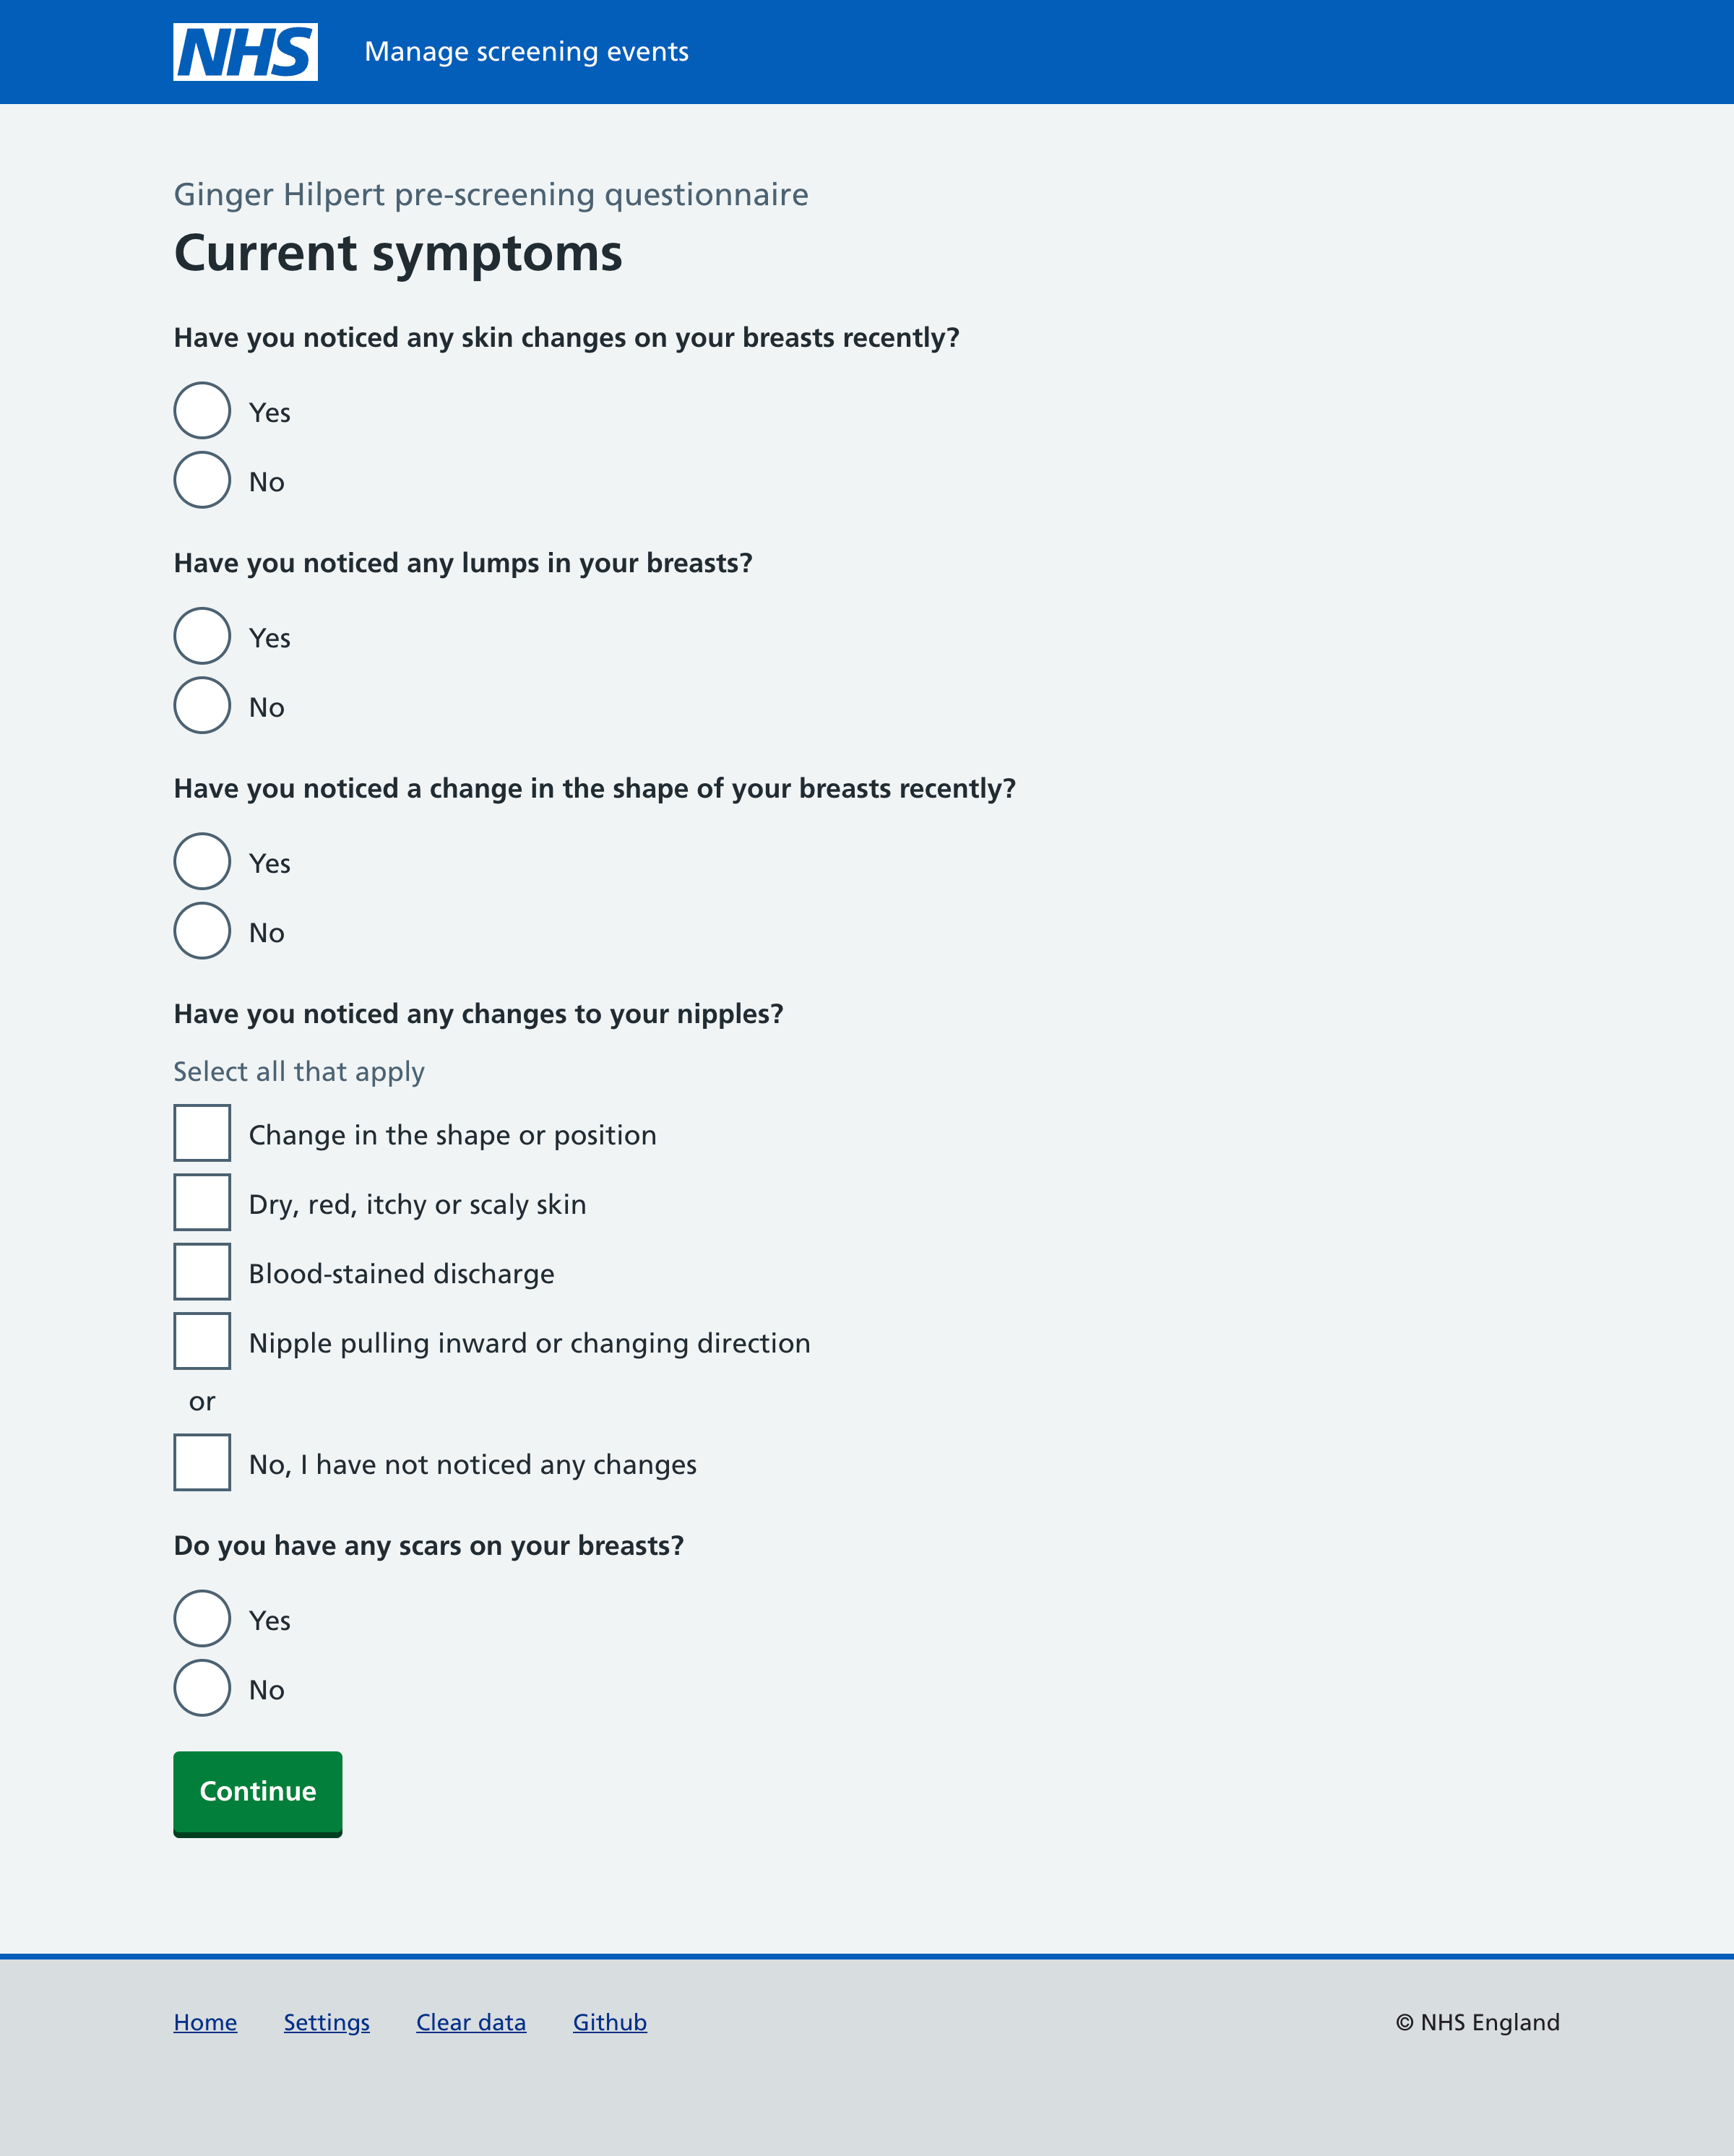 NHS
Manage screening events
Ginger Hilpert pre-screening questionnaire
Current symptoms
Have you noticed any skin changes on your breasts recently?
Yes
No
Have you noticed any lumps in your breasts?
Yes
No
Have you noticed a change in the shape of your breasts recently?
Yes
No
Have you noticed any changes to your nipples?
Select all that apply
Change in the shape or position
Dry, red, itchy or scaly skin
Blood-stained discharge
Nipple pulling inward or changing direction
or
No, I have not noticed any changes
Do you have any scars on your breasts?
Yes
No
Continue
Home Settings Clear data Github © NHS England